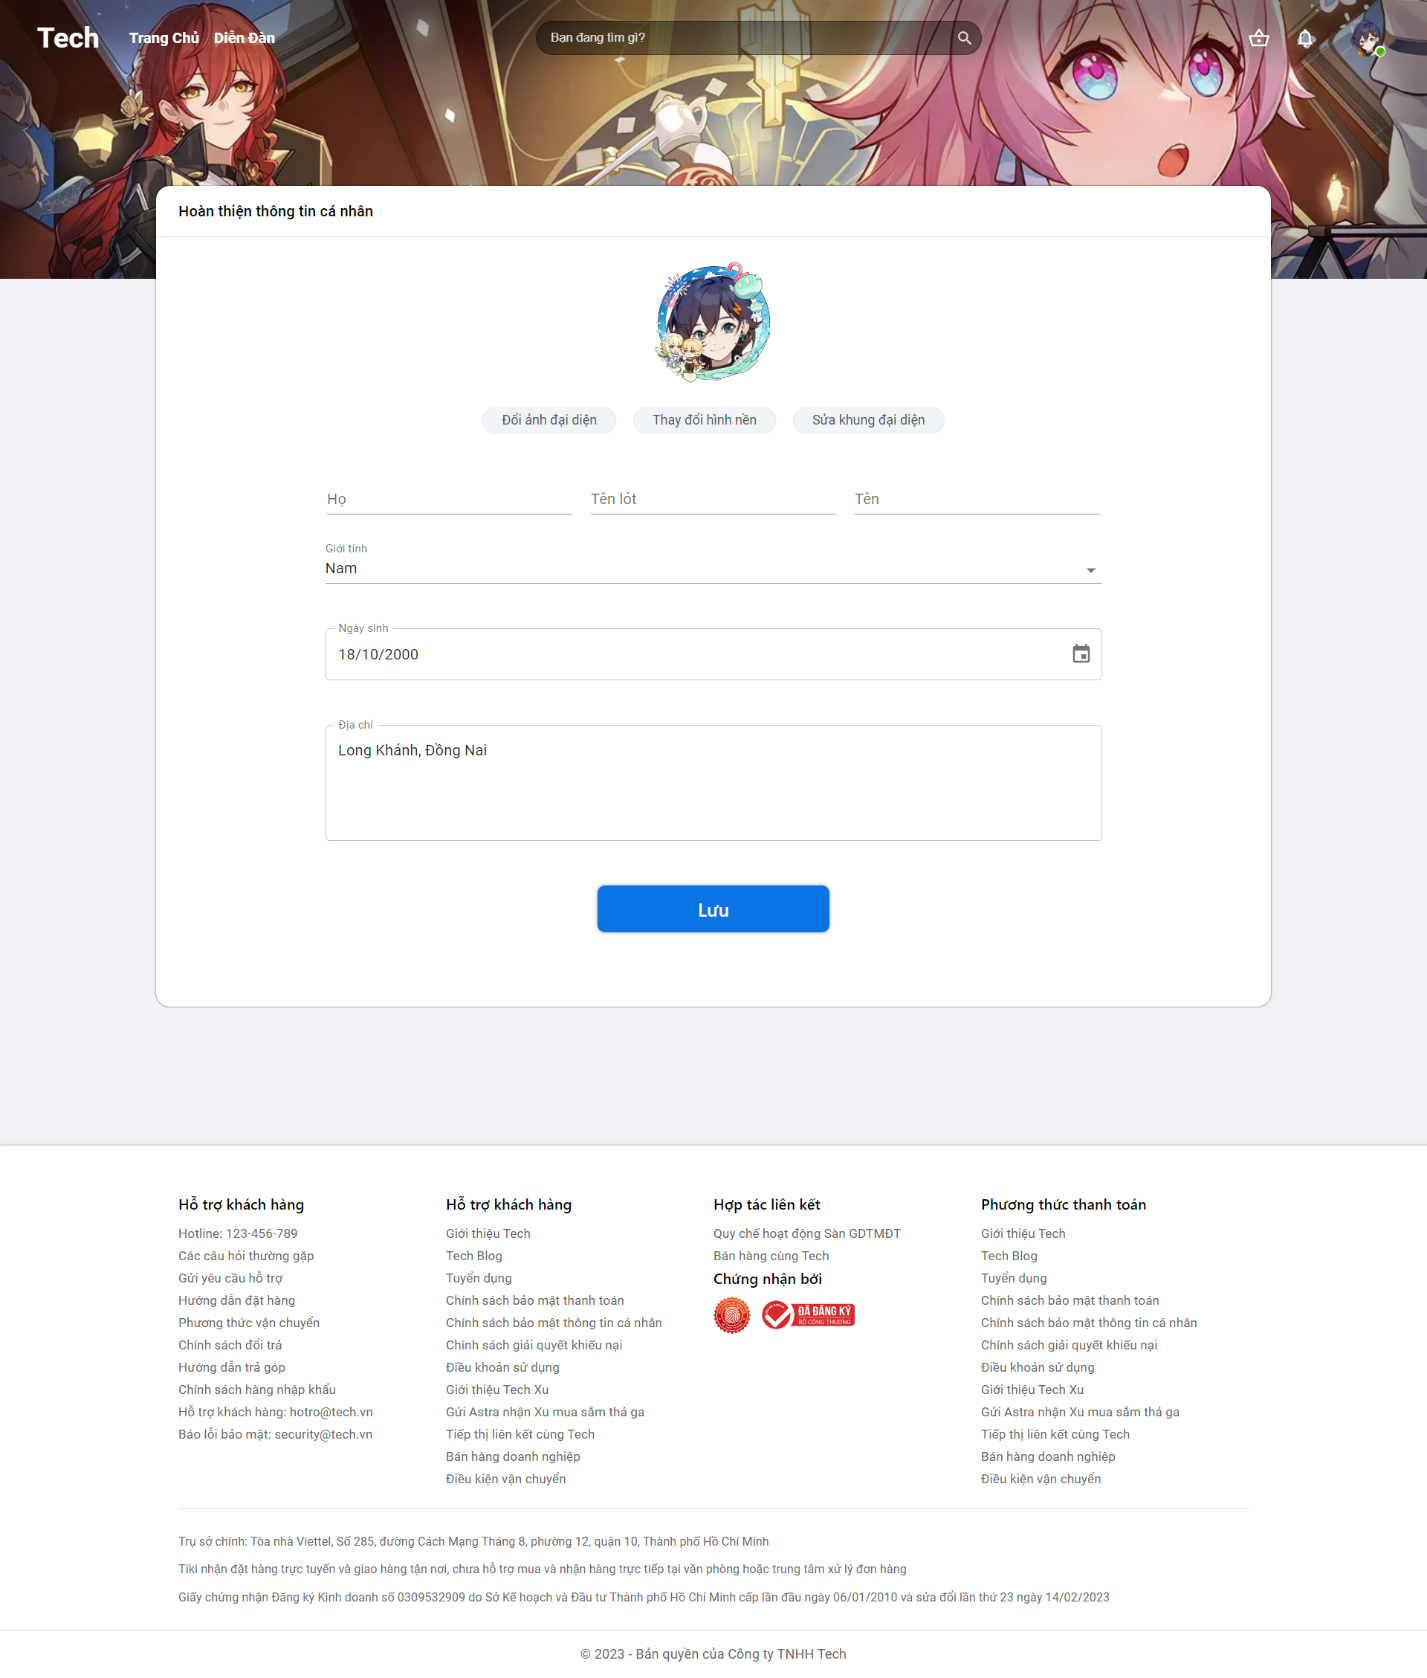 Tech
Trang Chủ
Diễn Đàn
Bạn đang tìm gì?
Hoàn thiện thông tin cá nhân
Đổi ảnh đại diện
Thay đổi hình nền
Sửa khung đại diện
Họ
Tên lót
Tên
Giới tính
Nam
Ngày sinh
18/10/2000
Địa chỉ
Long Khánh, Đồng Nai
Lưu
Hỗ trợ khách hàng
Hotline: 123-456-789
Các câu hỏi thường gặp
Gửi yêu cầu hỗ trợ
Hướng dẫn đặt hàng
Phương thức vận chuyển
Chính sách đổi trả
Hướng dẫn trả góp
Chính sách hàng nhập khẩu
Hỗ trợ khách hàng: hotro@tech.vn
Báo lỗi bảo mật: security@tech.vn
Hỗ trợ khách hàng
Giới thiệu Tech
Tech Blog
Tuyển dụng
Chính sách bảo mật thanh toán
Chính sách bảo mật thông tin cá nhân
Chính sách giải quyết khiếu nại
Điều khoản sử dụng
Giới thiệu Tech Xu
Gửi Astra nhận Xu mua sắm thả ga
Tiếp thị liên kết cùng Tech
Bán hàng doanh nghiệp
Điều kiện vận chuyển
Hợp tác liên kết
Quy chế hoạt động Sàn GDTMĐT
Bán hàng cùng Tech
Chứng nhận bởi
ĐÃ ĐĂNG KÝ
BỘ CÔNG THƯƠNG
Phương thức thanh toán
Giới thiệu Tech
Tech Blog
Tuyển dụng
Chính sách bảo mật thanh toán
Chính sách bảo mật thông tin cá nhân
Chính sách giải quyết khiếu nại
Điều khoản sử dụng
Giới thiệu Tech Xu
Gửi Astra nhận Xu mua sắm thả ga
Tiếp thị liên kết cùng Tech
Bán hàng doanh nghiệp
Điều kiện vận chuyển
Trụ sở chính: Tòa nhà Viettel, Số 285, đường Cách Mạng Tháng 8, phường 12, quận 10, Thành phố Hồ Chí Minh
Tiki nhận đặt hàng trực tuyến và giao hàng tận nơi, chưa hỗ trợ mua và nhận hàng trực tiếp tại văn phòng hoặc trung tâm xử lý đơn hàng
Giấy chứng nhận Đăng ký Kinh doanh số 0309532909 do Sở Kế hoạch và Đầu tư Thành phố Hồ Chí Minh cấp lần đầu ngày 06/01/2010 và sửa đổi lần thứ 23 ngày 14/02/2023
© 2023 - Bản quyền của Công ty TNHH Tech